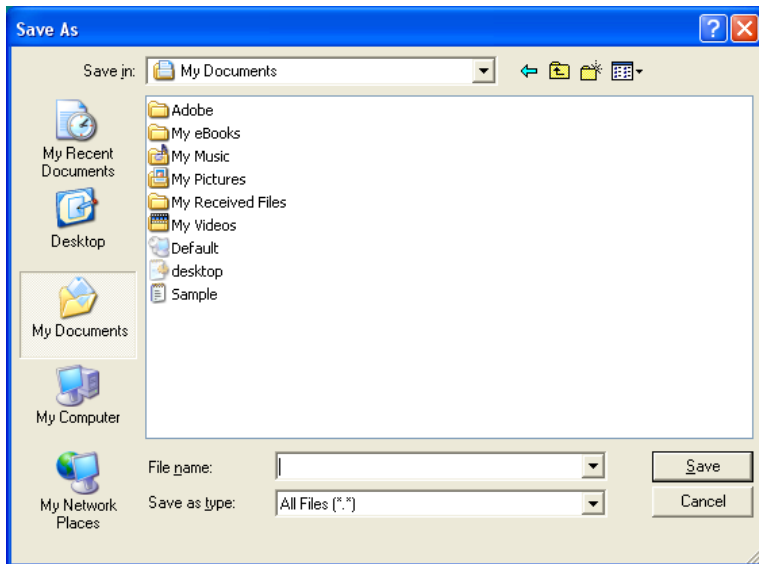 Save As
Save in:
My Documents
My Recent
Documents
Desktop
My Documents
My Computer
My Network
Places
Adobe
My eBooks
My Music
My Pictures
My Received Files
My Videos
Default
desktop
Sample
File name:
Save
Save as type:
All Files (*.*)
Cancel